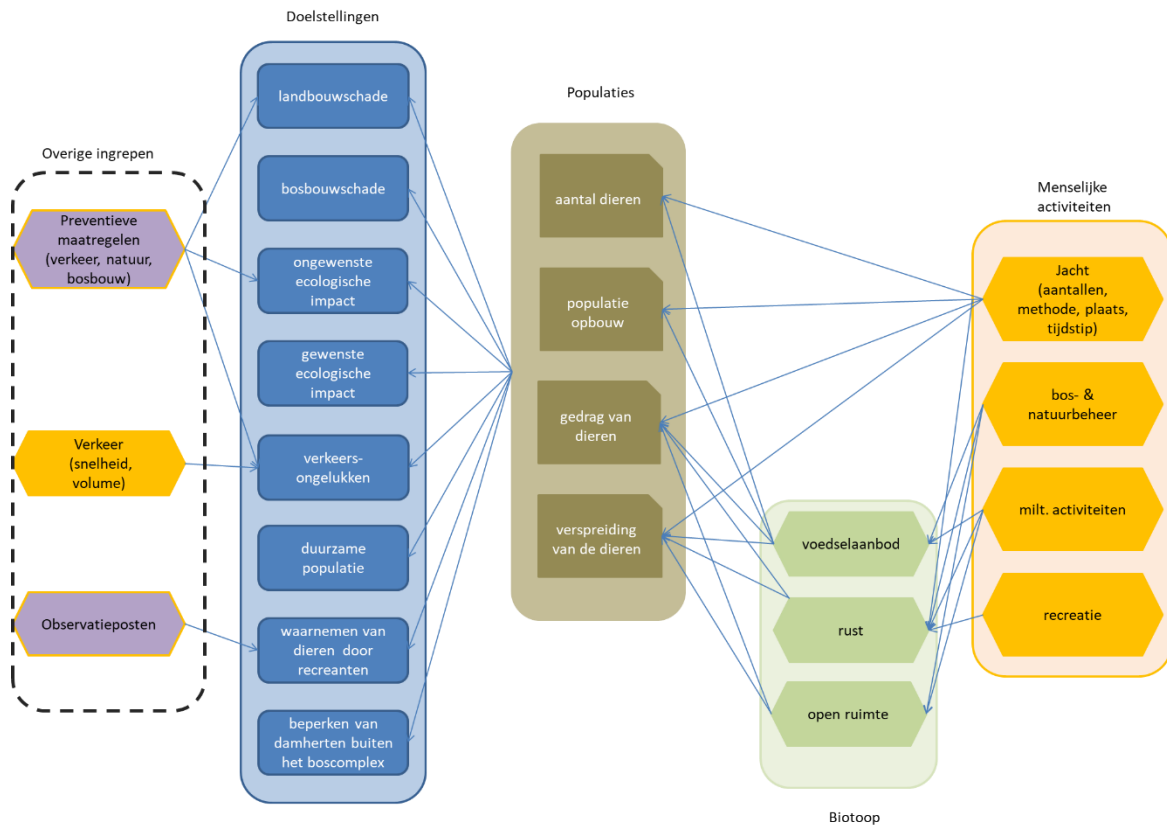 Overige ingrepen
Preventieve
maatregelen
(verkeer, natuur,
bosbouw)
Verkeer
(snelheid,
volume)
Observatieposten
Doelstellingen
landbouwschade
bosbouwschade
ongewenste
ecologische
impact
gewenste
ecologische
impact
verkeers-
ongelukken
duurzame
populatie
waarnemen van
dieren door
recreanten
beperken van
damherten buiten
het boscomplex
Populaties
aantal dieren
populatie
opbouw
gedrag van
dieren
verspreiding
van de dieren
voedselaanbod
rust
open ruimte
Biotoop
Menselijke
activiteiten
Jacht
(aantallen,
methode, plaats,
tijdstip)
bos- &
natuurbeheer
milt. activiteiten
recreatie